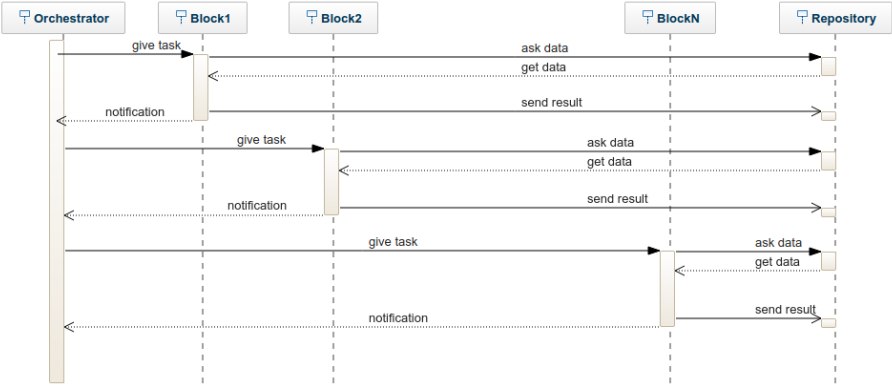 Orchestrator Block1 Block2 BlockN Repository
give task
ask data
get data
send result
notification
give task
ask data
get data
send result
notification
give task
ask data
get data
send result
notification